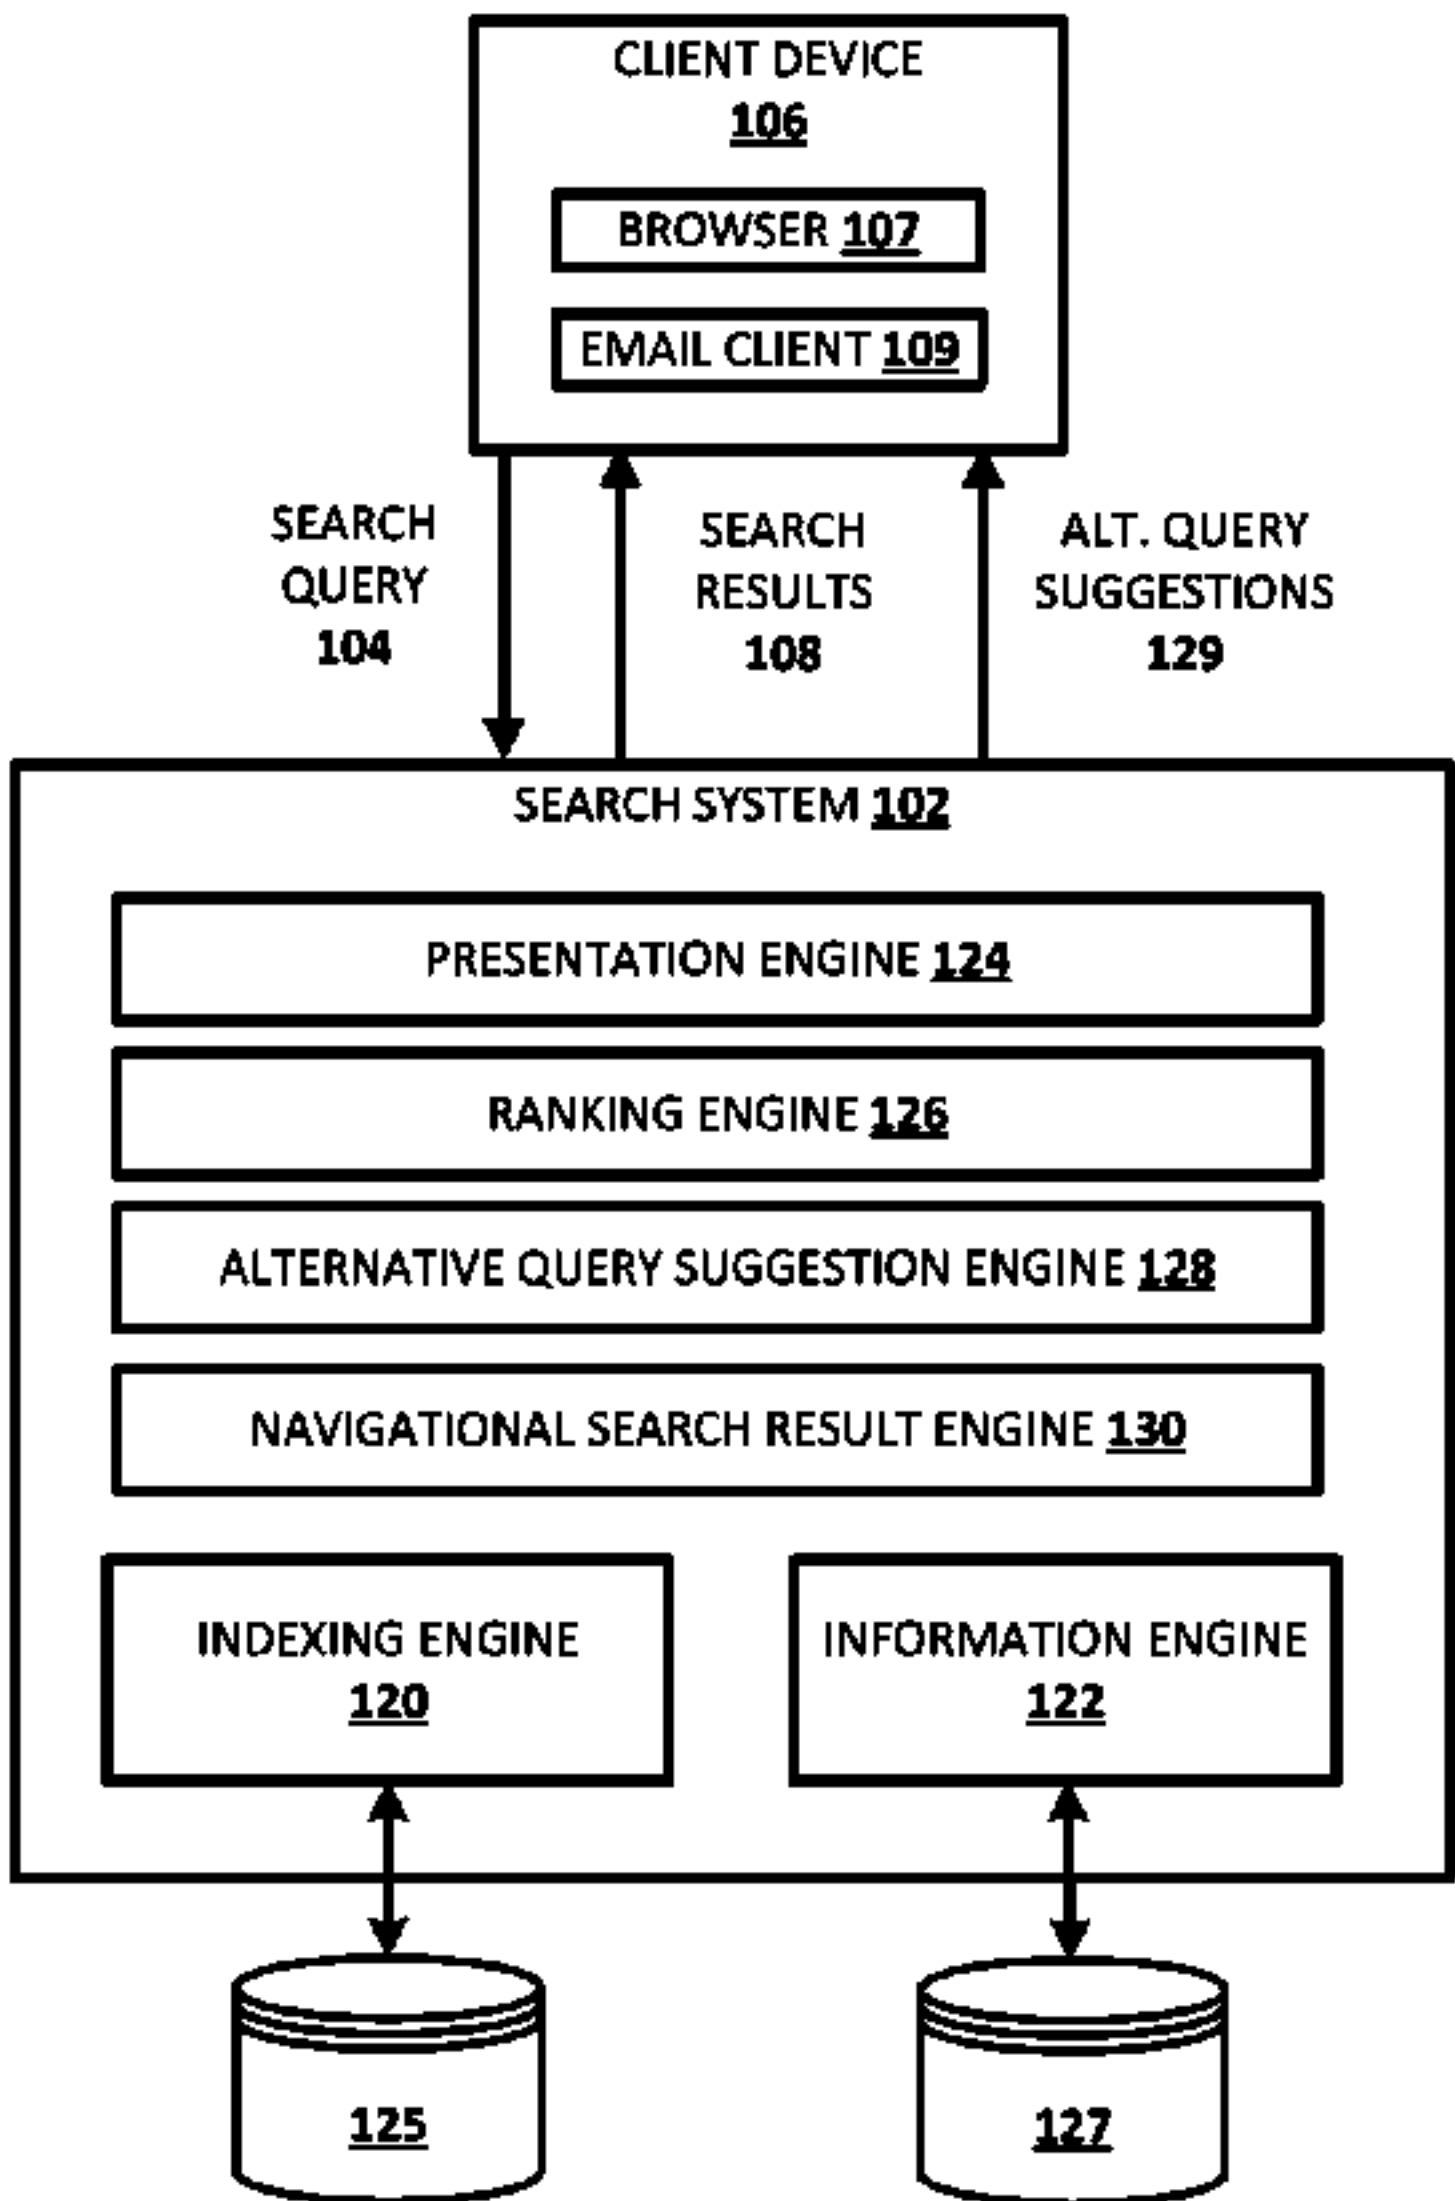 CLIENT DEVICE
106
BROWSER 107
EMAIL CLIENT 109
SEARCH
QUERY
104
SEARCH
RESULTS
108
ALT. QUERY
SUGGESTIONS
129
SEARCH SYSTEM 102
PRESENTATION ENGINE 124
RANKING ENGINE 126
ALTERNATIVE QUERY SUGGESTION ENGINE 128
NAVIGATIONAL SEARCH RESULT ENGINE 130
INDEXING ENGINE
120
INFORMATION ENGINE
122
125
127